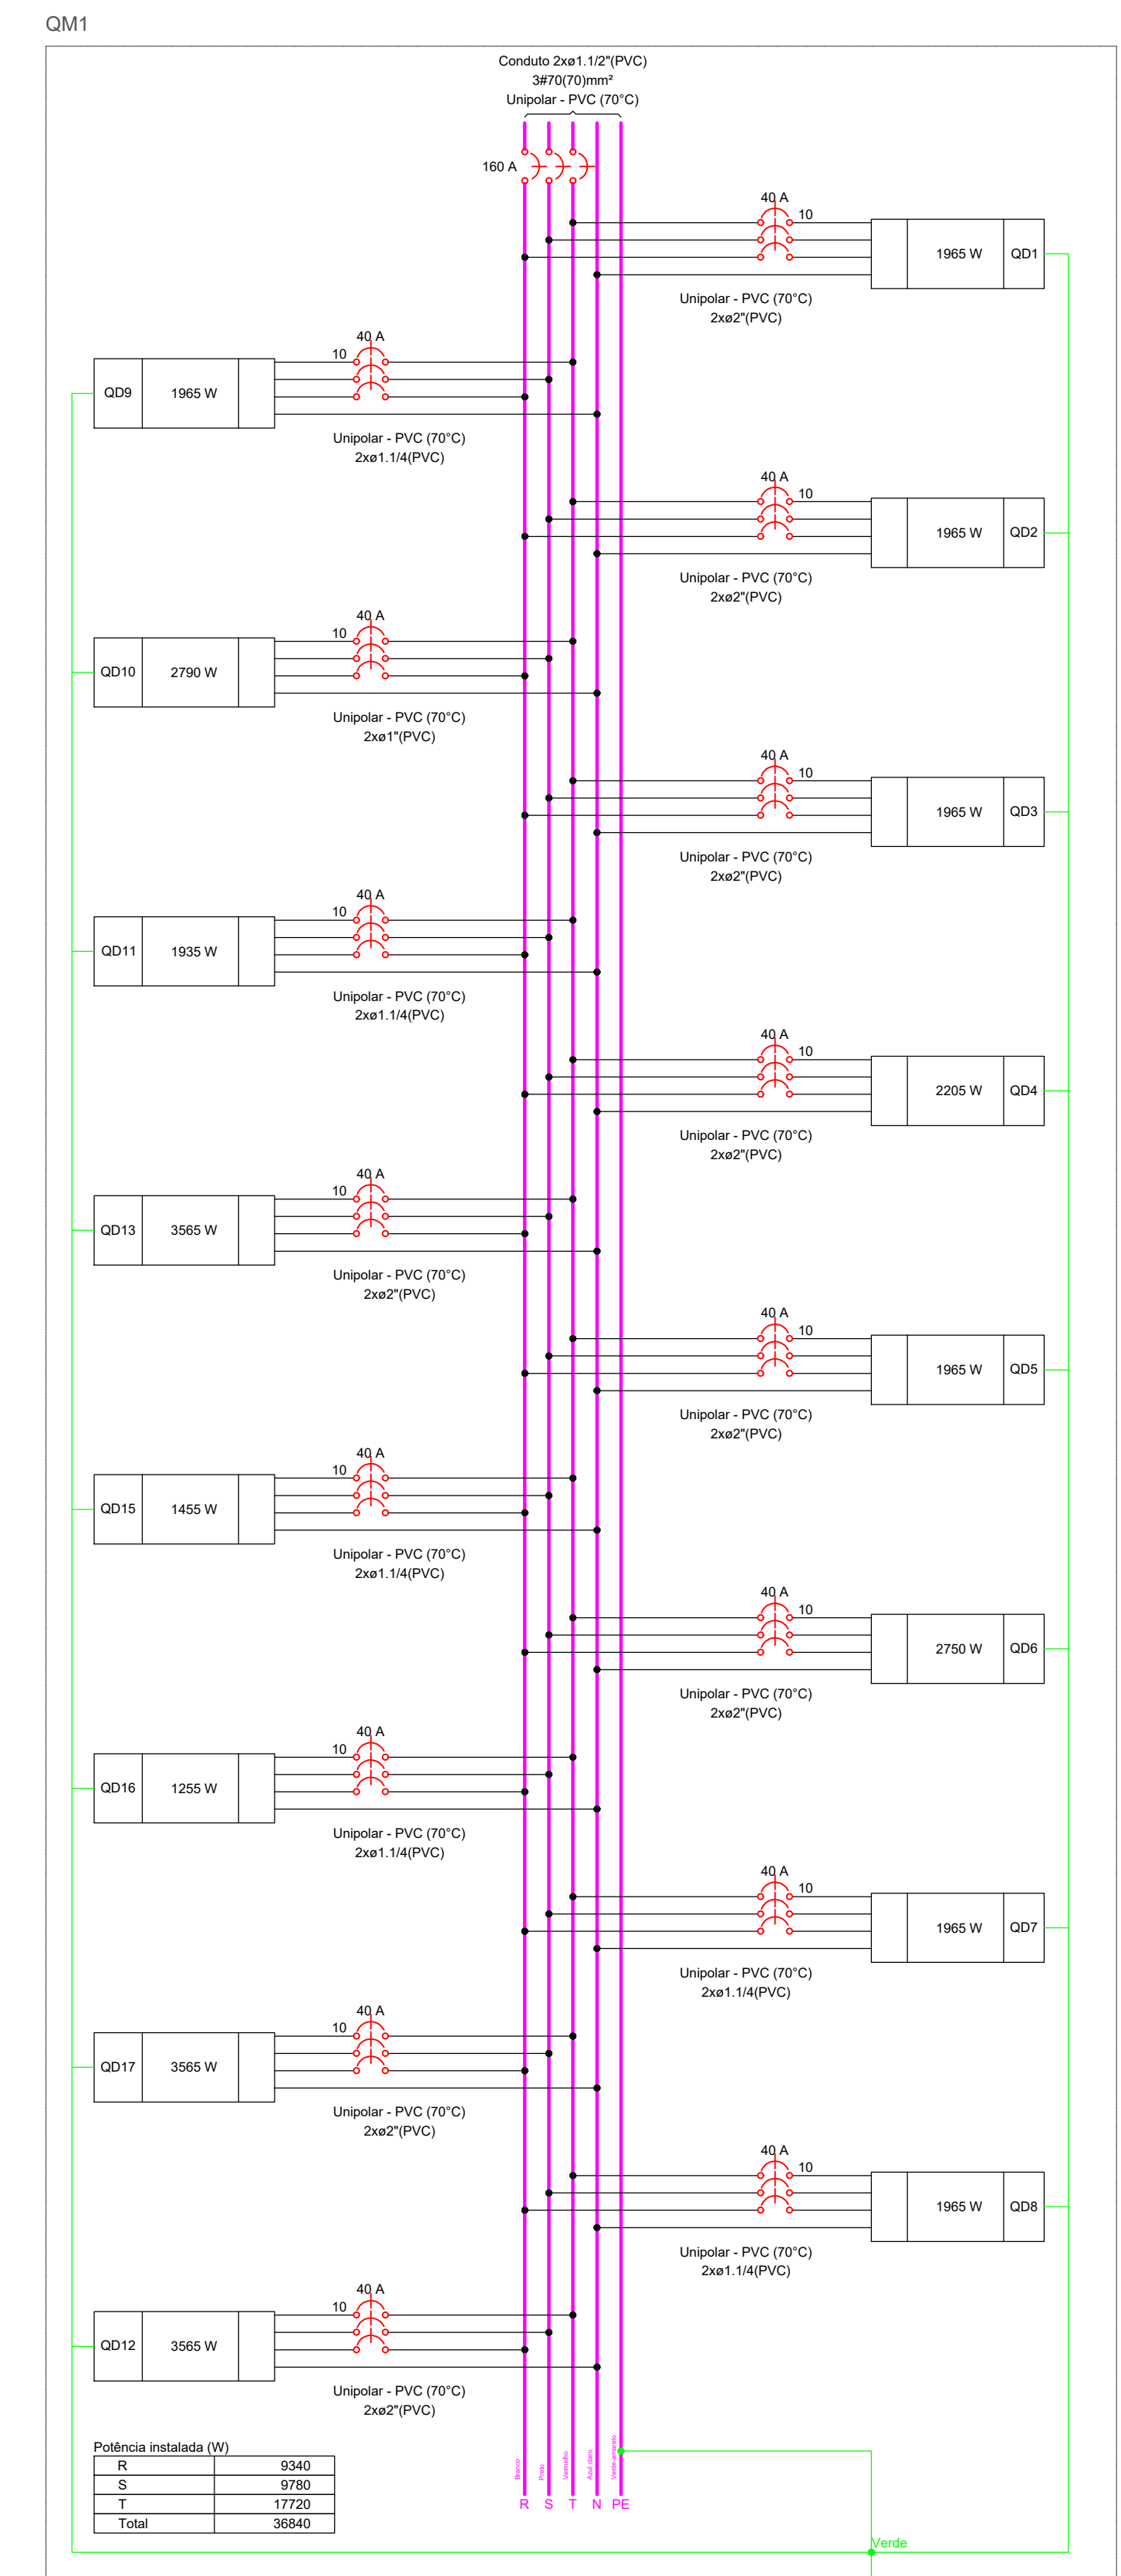 QM1
Conduto 2xø1.1/2"(PVC)
3#70(70)mm²
Unipolar - PVC (70°C)
160 A
40 A
10
1965 W
QD1
Unipolar - PVC (70°C)
2xø2"(PVC)
40 A
10
QD9
1965 W
Unipolar - PVC (70°C)
2xø1.1/4(PVC)
40 A
10
1965 W
QD2
Unipolar - PVC (70°C)
2xø2"(PVC)
40 A
10
QD10
2790 W
Unipolar - PVC (70°C)
2xø1"(PVC)
40 A
10
1965 W
QD3
Unipolar - PVC (70°C)
2xø2"(PVC)
40 A
10
QD11
1935 W
Unipolar - PVC (70°C)
2xø1.1/4(PVC)
40 A
10
2205 W
QD4
Unipolar - PVC (70°C)
2xø2"(PVC)
40 A
10
QD13
3565 W
Unipolar - PVC (70°C)
2xø2"(PVC)
40 A
10
1965 W
QD5
Unipolar - PVC (70°C)
2xø2"(PVC)
40 A
10
QD15
1455 W
Unipolar - PVC (70°C)
2xø1.1/4(PVC)
40 A
10
2750 W
QD6
Unipolar - PVC (70°C)
2xø2"(PVC)
40 A
10
QD16
1255 W
Unipolar - PVC (70°C)
2xø1.1/4(PVC)
40 A
10
1965 W
QD7
Unipolar - PVC (70°C)
2xø1.1/4(PVC)
40 A
10
QD17
3565 W
Unipolar - PVC (70°C)
2xø2"(PVC)
40 A
10
1965 W
QD8
Unipolar - PVC (70°C)
2xø1.1/4(PVC)
40 A
10
QD12
3565 W
Unipolar - PVC (70°C)
2xø2"(PVC)
Potência instalada (W)
R 9340
S 9780
T 17720
Total 36840
Branco
Preto
Vermelho
Azul claro
Verde-amarelo
R S T N PE
Verde